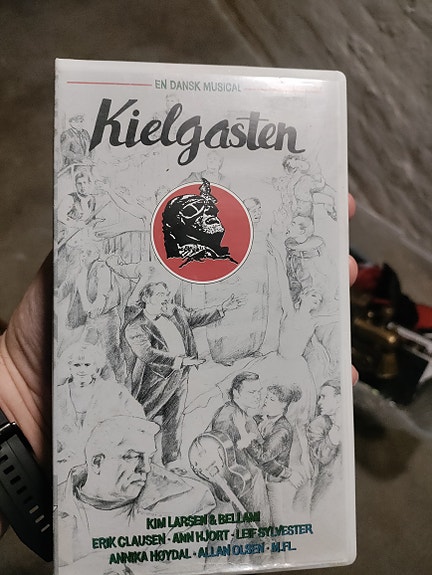 EN DANSK MUSICAL
Kielgasten
KIM LARSEN & BELLAMI
ERIK CLAUSEN · ANN HJORT · LEIF SYLVESTER
ANNIKA HØYDAL · ALLAN OLSEN · M.FL.